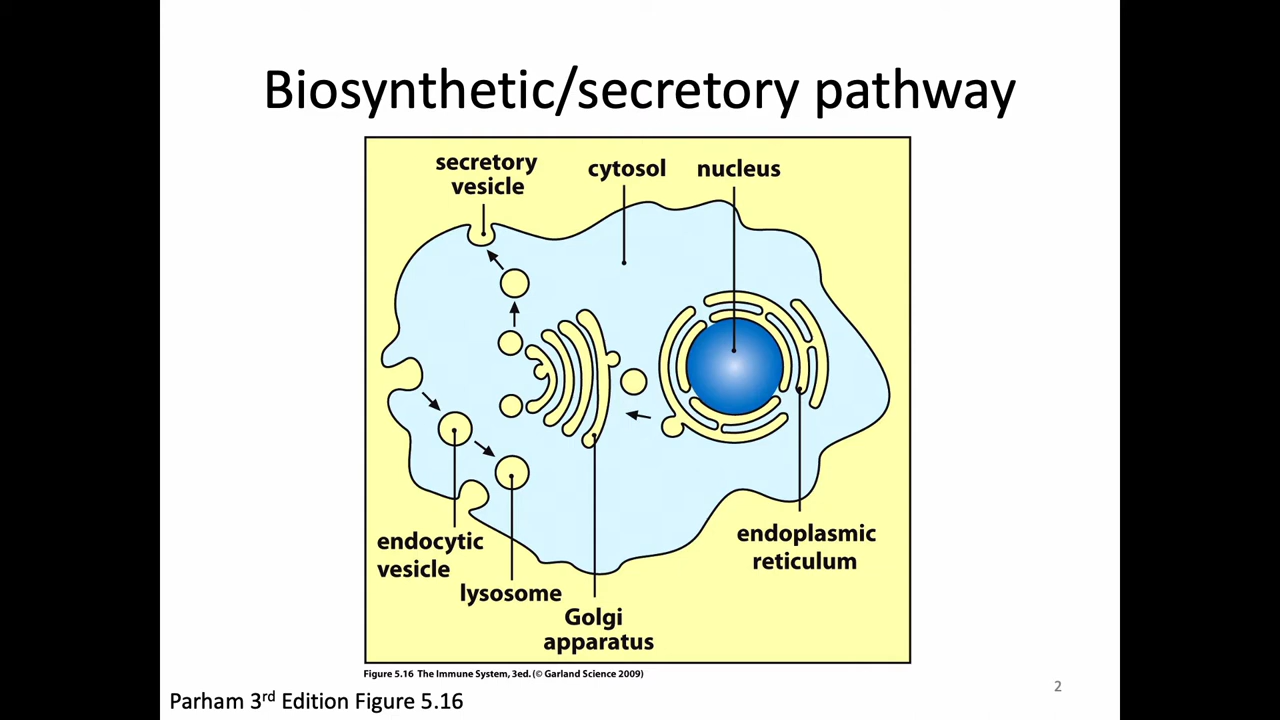 Biosynthetic/secretory pathway
secretory
vesicle
cytosol
nucleus
endocytic
vesicle
lysosome
Golgi
apparatus
endoplasmic
reticulum
Figure 5.16 The Immune System, 3ed. (© Garland Science 2009)
Parham 3rd Edition Figure 5.16
2